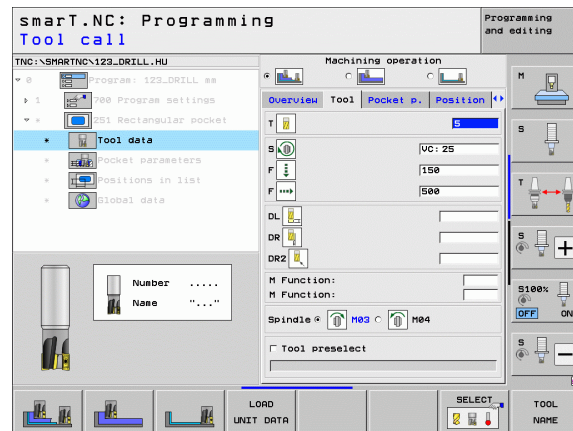 smarT.NC: Programming
Tool call
Programming
and editing
TNC:\SMARTNC\123_DRILL.HU
0 Program: 123_DRILL mm
1 700 Program settings
* 251 Rectangular pocket
* Tool data
* Pocket parameters
* Positions in list
* Global data
Number .....
Name "..."
Machining operation
Overview Tool Pocket p. Position
T 5
S VC: 25
F 150
F 500
DL
DR
DR2
M Function:
M Function:
Spindle M03 M04
Tool preselect
M
S
T
S +
S100%
OFF ON
S −
LOAD
UNIT DATA
SELECT
TOOL
NAME